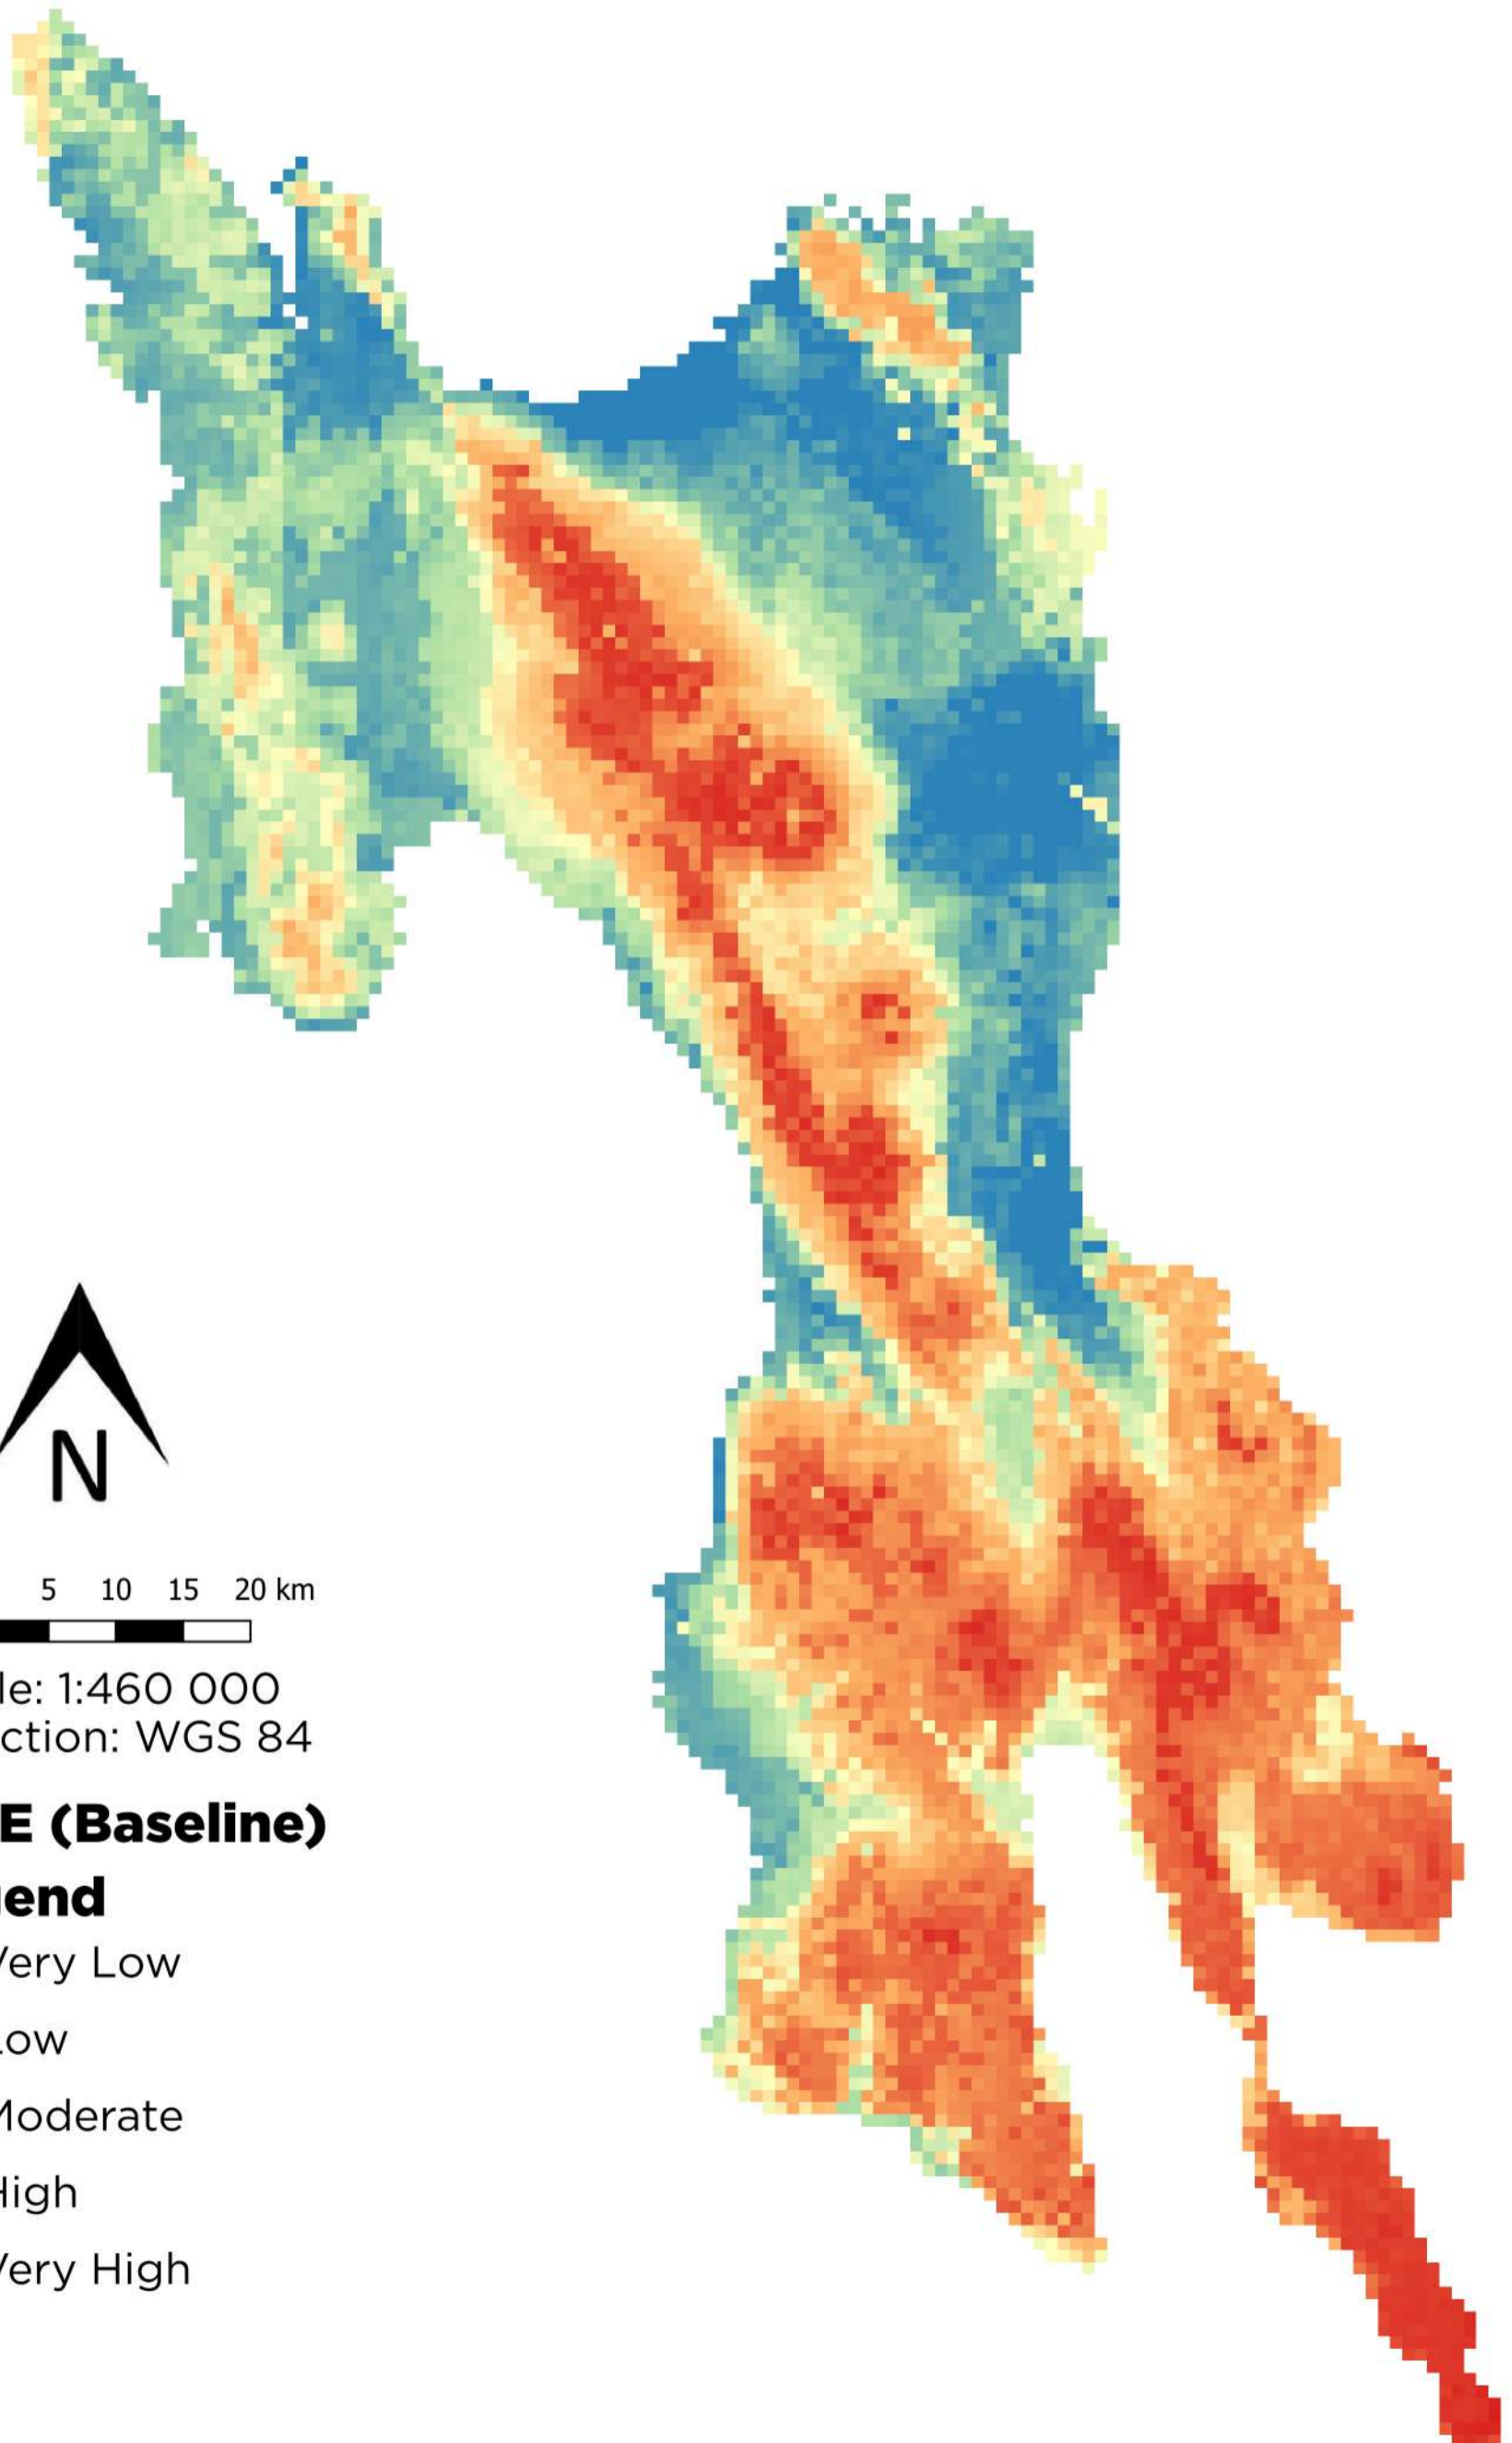 N
5 10 15 20 km
le: 1:460 000
ction: WGS 84
E (Baseline)
end
ery Low
ow
oderate
igh
Very High